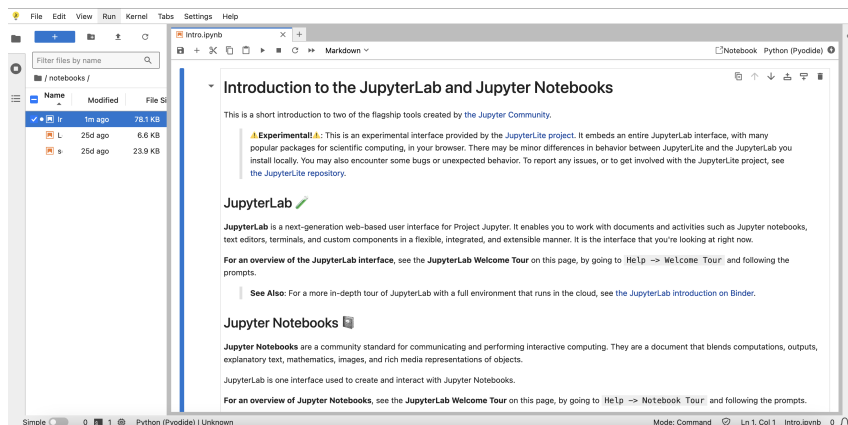 File Edit View Run Kernel Tabs Settings Help
Filter files by name
/ notebooks /
Name Modified File Si
Ir 1m ago 78.1 KB
L 25d ago 6.6 KB
s 25d ago 23.9 KB
Intro.ipynb
Markdown Notebook Python (Pyodide)
Introduction to the JupyterLab and Jupyter Notebooks
This is a short introduction to two of the flagship tools created by the Jupyter Community.
⚠️Experimental!⚠️: This is an experimental interface provided by the JupyterLite project. It embeds an entire JupyterLab interface, with many
popular packages for scientific computing, in your browser. There may be minor differences in behavior between JupyterLite and the JupyterLab you
install locally. You may also encounter some bugs or unexpected behavior. To report any issues, or to get involved with the JupyterLite project, see
the JupyterLite repository.
JupyterLab 🧪
JupyterLab is a next-generation web-based user interface for Project Jupyter. It enables you to work with documents and activities such as Jupyter notebooks,
text editors, terminals, and custom components in a flexible, integrated, and extensible manner. It is the interface that you're looking at right now.
For an overview of the JupyterLab interface, see the JupyterLab Welcome Tour on this page, by going to Help -> Welcome Tour and following the
prompts.
See Also: For a more in-depth tour of JupyterLab with a full environment that runs in the cloud, see the JupyterLab introduction on Binder.
Jupyter Notebooks 📓
Jupyter Notebooks are a community standard for communicating and performing interactive computing. They are a document that blends computations, outputs,
explanatory text, mathematics, images, and rich media representations of objects.
JupyterLab is one interface used to create and interact with Jupyter Notebooks.
For an overview of Jupyter Notebooks, see the JupyterLab Welcome Tour on this page, by going to Help -> Notebook Tour and following the prompts.
Simple 0 1 Python (Pyodide) | Unknown Mode: Command Ln 1, Col 1 Intro.ipynb 0